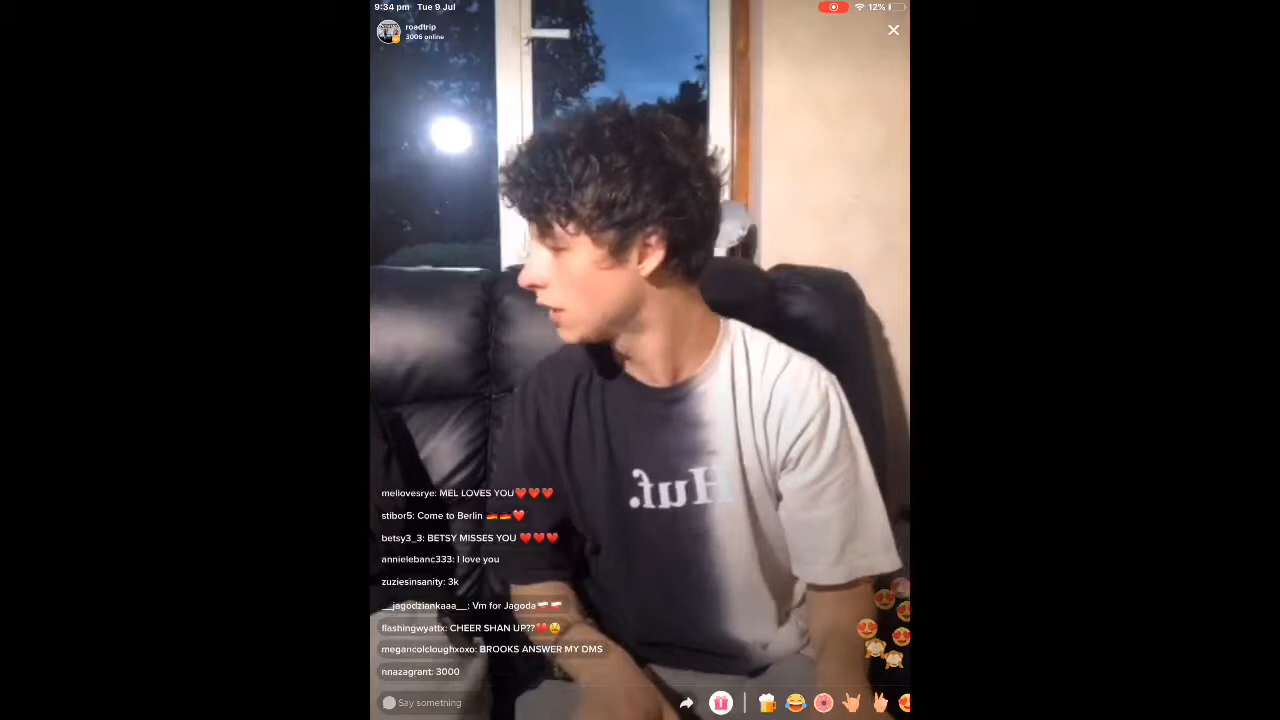 9:34 pm Tue 9 Jul
12%
roadtrip
3006 online
Huf.
mellovesrye: MEL LOVES YOU❤️❤️❤️
stibor5: Come to Berlin 🇩🇪🇩🇪❤️
betsy3_3: BETSY MISSES YOU ❤️❤️❤️
annielebanc333: I love you
zuziesinsanity: 3k
__jagodziankaaa__: Vm for Jagoda🇵🇱🇵🇱
flashingwyattx: CHEER SHAN UP??❤️😫
megancolcloughxoxo: BROOKS ANSWER MY DMS
nnazagrant: 3000
Say something